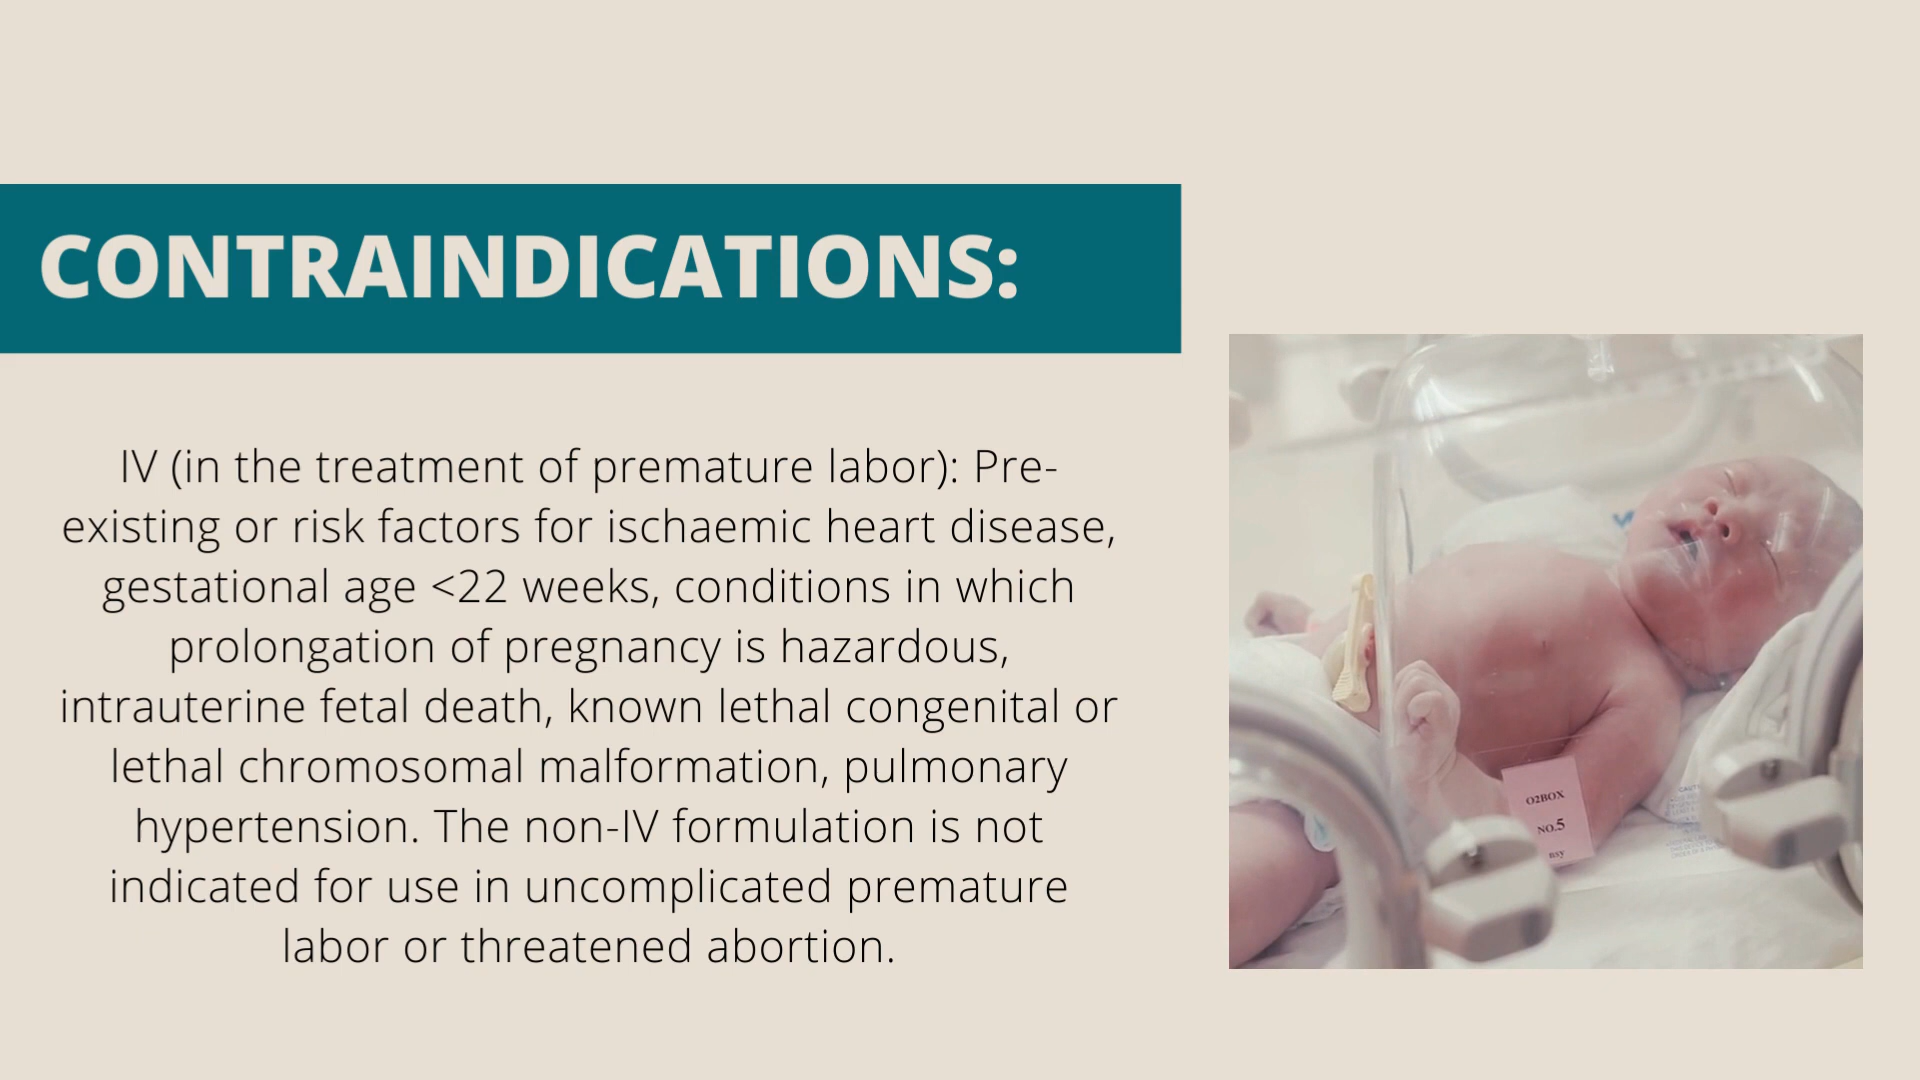 CONTRAINDICATIONS:
IV (in the treatment of premature labor): Pre-
existing or risk factors for ischaemic heart disease,
gestational age <22 weeks, conditions in which
prolongation of pregnancy is hazardous,
intrauterine fetal death, known lethal congenital or
lethal chromosomal malformation, pulmonary
hypertension. The non-IV formulation is not
indicated for use in uncomplicated premature
labor or threatened abortion.
O2BOX
NO.5